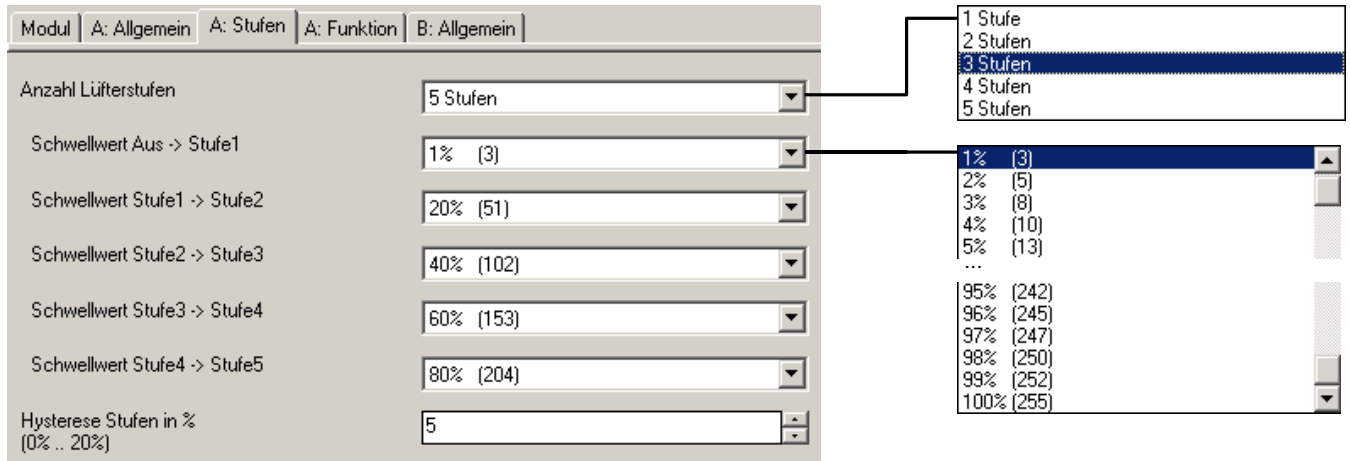 Modul
A: Allgemein
A: Stufen
A: Funktion
B: Allgemein
Anzahl Lüfterstufen
5 Stufen
Schwellwert Aus -> Stufe1
1% (3)
Schwellwert Stufe1 -> Stufe2
20% (51)
Schwellwert Stufe2 -> Stufe3
40% (102)
Schwellwert Stufe3 -> Stufe4
60% (153)
Schwellwert Stufe4 -> Stufe5
80% (204)
Hysterese Stufen in %
(0% .. 20%)
5
1 Stufe
2 Stufen
3 Stufen
4 Stufen
5 Stufen
1% (3)
2% (5)
3% (8)
4% (10)
5% (13)
...
95% (242)
96% (245)
97% (247)
98% (250)
99% (252)
100% (255)